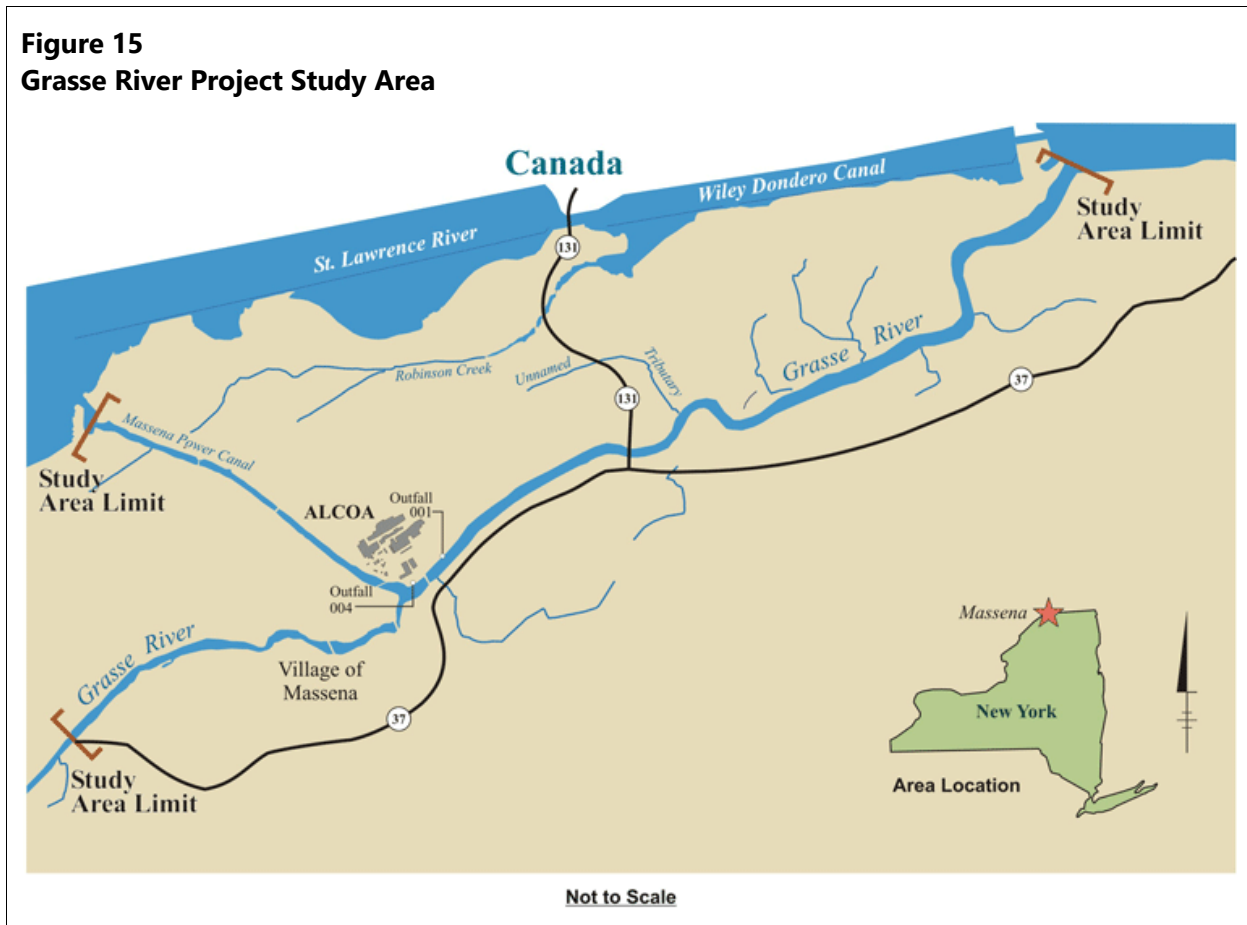 Figure 15
Grasse River Project Study Area
Canada
Wiley Dondero Canal
St. Lawrence River
131
Study
Area Limit
Grasse River
Robinson Creek
Unnamed
Tributary
131
37
Massena Power Canal
Study
Area Limit
ALCOA
Outfall
001
Outfall
004
Grasse River
Village of
Massena
37
Study
Area Limit
Massena
New York
Area Location
Not to Scale